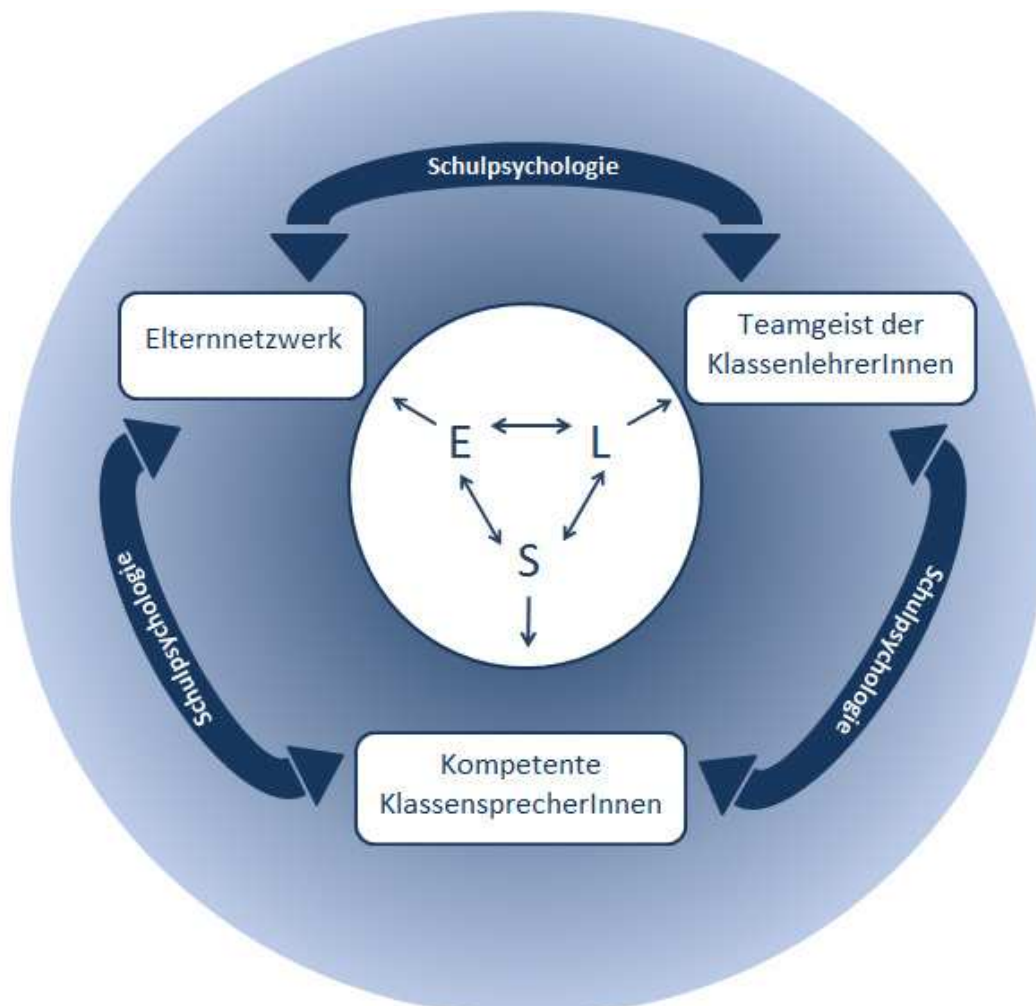 Schulpsychologie
Elternnetzwerk
Teamgeist der
KlassenlehrerInnen
E
L
S
Schulpsychologie
Schulpsychologie
Kompetente
KlassensprecherInnen